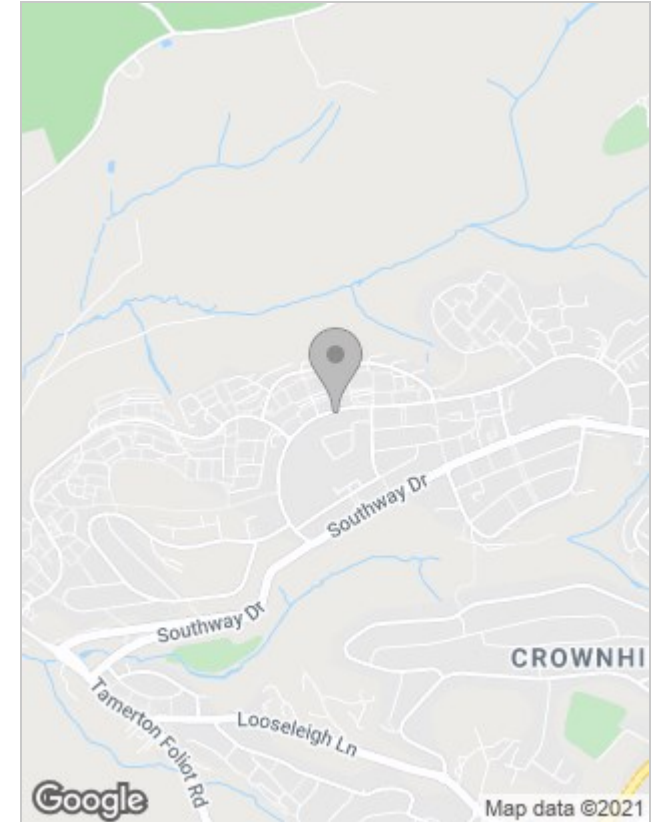 Southway Dr
Southway Dr
CROWNHI
Tamerton Foliot Rd
Looseleigh Ln
Google
Map data ©2021